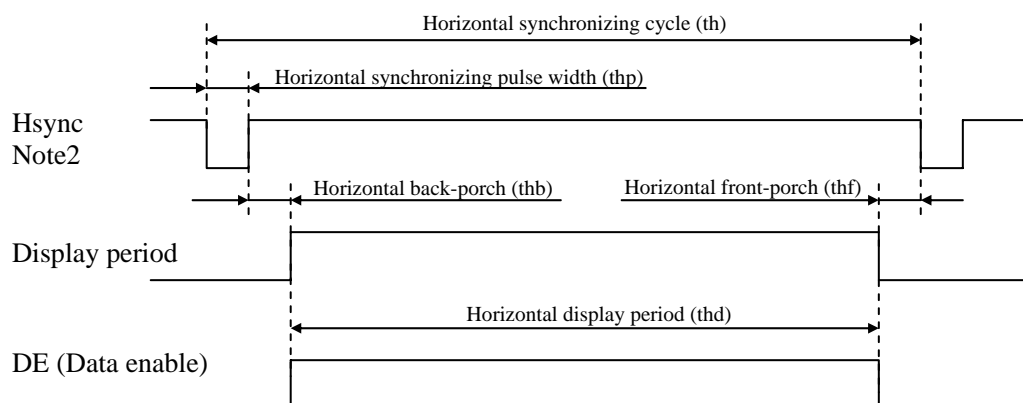 Horizontal synchronizing cycle (th)
Horizontal synchronizing pulse width (thp)
Hsync
Note2
Horizontal back-porch (thb)
Horizontal front-porch (thf)
Display period
Horizontal display period (thd)
DE (Data enable)